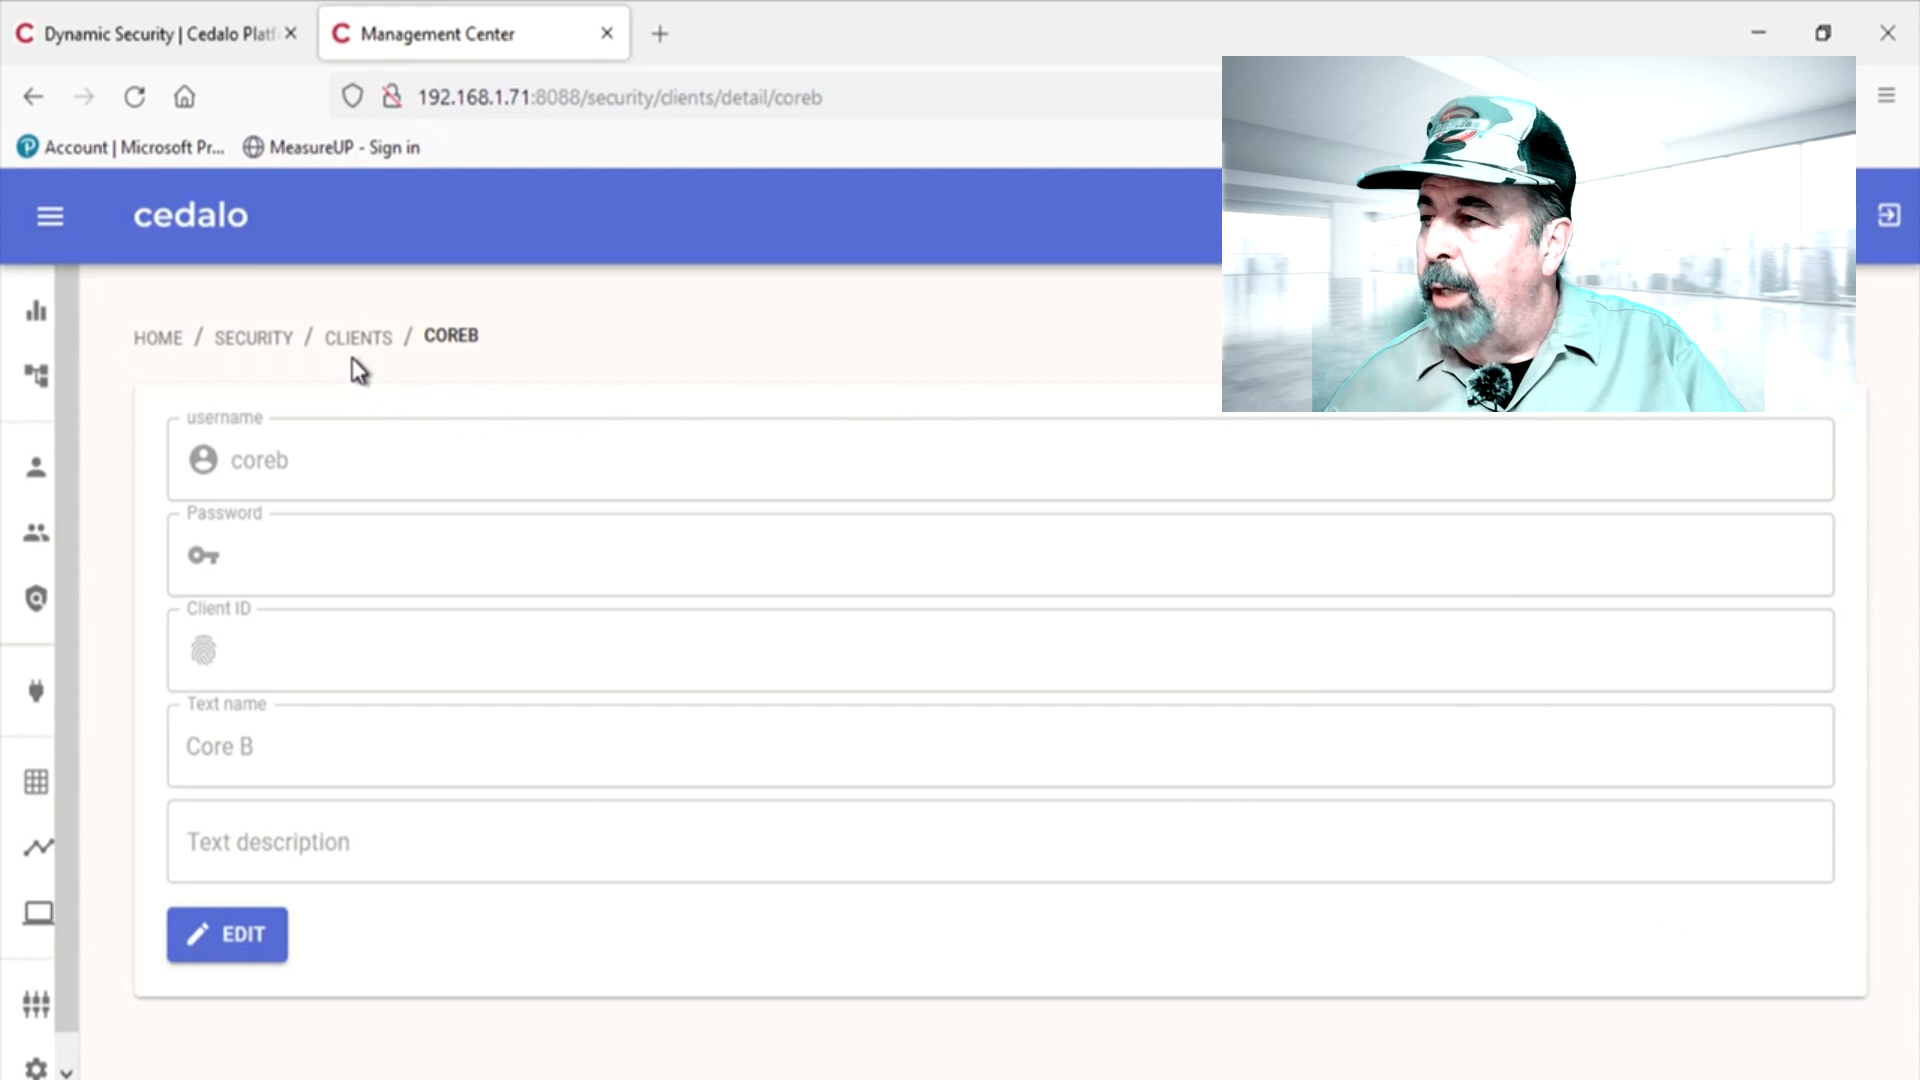 Dynamic Security | Cedalo Platf
Management Center
192.168.1.71:8088/security/clients/detail/coreb
Account | Microsoft Pr...
MeasureUP - Sign in
cedalo
HOME / SECURITY / CLIENTS / COREB
username
coreb
Password
Client ID
Text name
Core B
Text description
EDIT